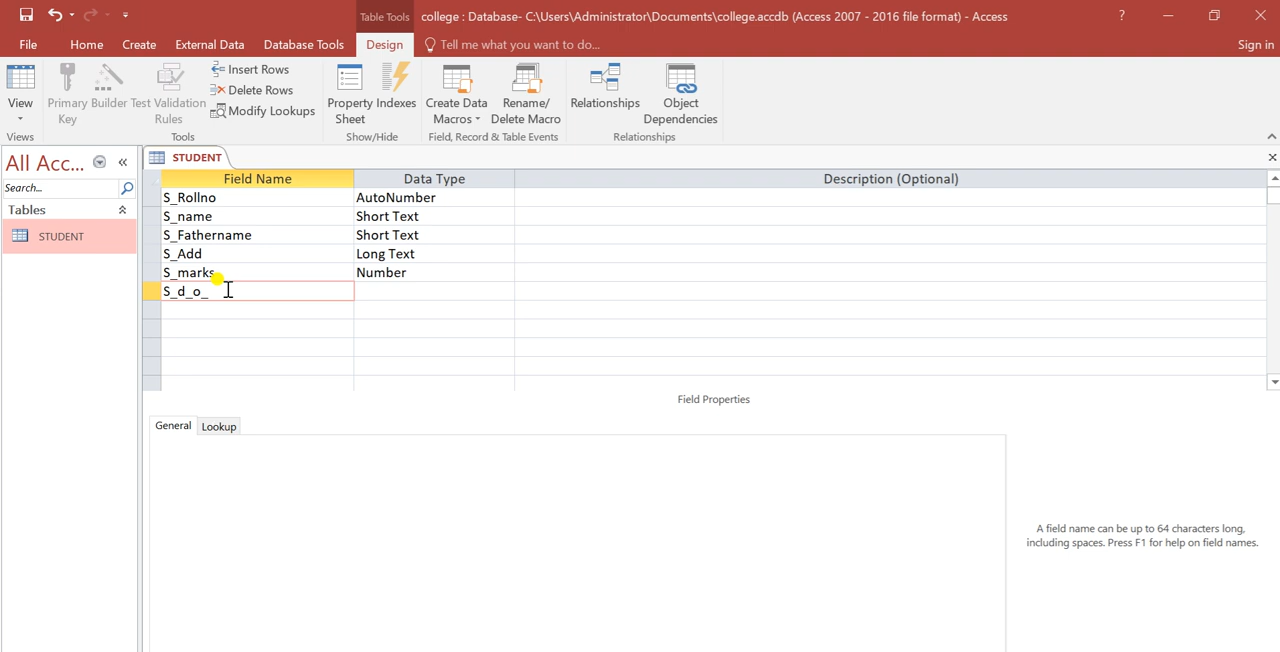 Table Tools
college : Database- C:\Users\Administrator\Documents\college.accdb (Access 2007 - 2016 file format) - Access
?
File Home Create External Data Database Tools Design Tell me what you want to do... Sign in
View
Views
Primary Key
Builder
Test Validation Rules
Insert Rows
Delete Rows
Modify Lookups
Tools
Property Sheet
Indexes
Show/Hide
Create Data Macros
Rename/ Delete Macro
Field, Record & Table Events
Relationships
Object Dependencies
Relationships
All Acc...
Search...
Tables
STUDENT
STUDENT
Field Name Data Type Description (Optional)
S_Rollno AutoNumber
S_name Short Text
S_Fathername Short Text
S_Add Long Text
S_marks Number
S_d_o_
Field Properties
General Lookup
A field name can be up to 64 characters long,
including spaces. Press F1 for help on field names.